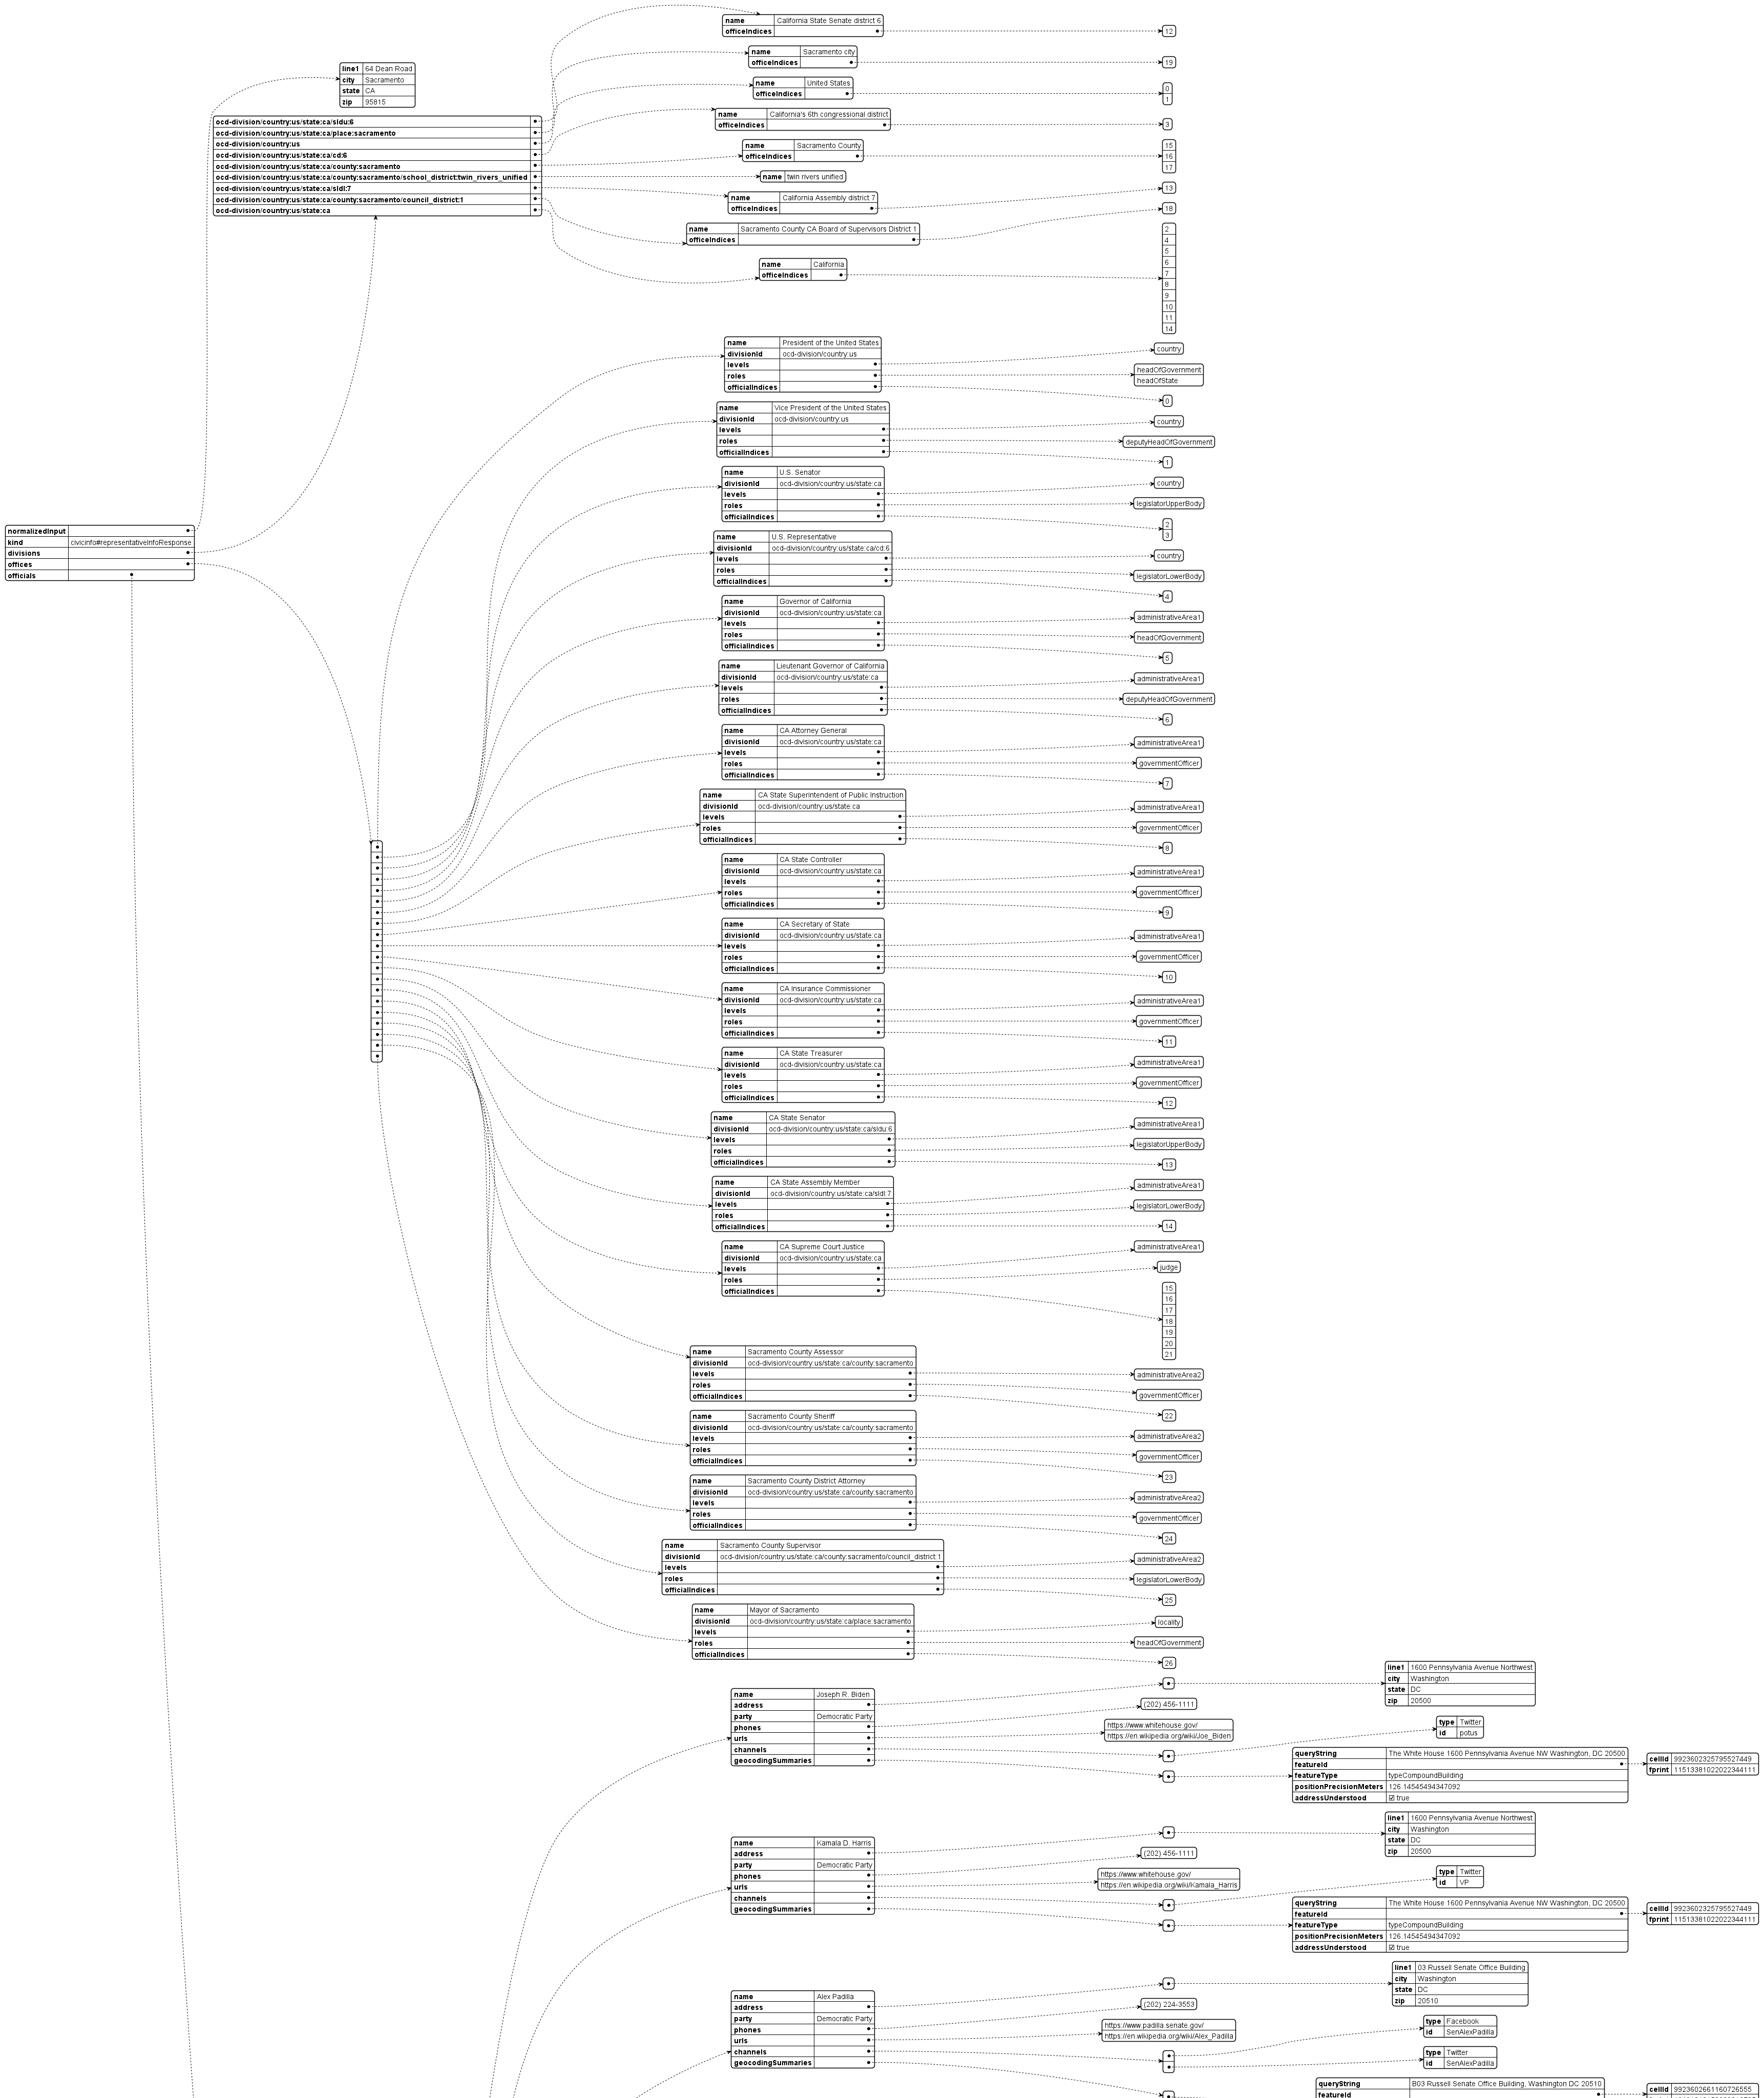 line1 64 Dean Road
city Sacramento
state CA
zip 95815
normalizedInput
kind civicinfo#representativeInfoResponse
divisions
offices
officials
ocd-division/country:us/state:ca/sldu:6
ocd-division/country:us/state:ca/place:sacramento
ocd-division/country:us
ocd-division/country:us/state:ca/cd:6
ocd-division/country:us/state:ca/county:sacramento
ocd-division/country:us/state:ca/county:sacramento/school_district:twin_rivers_unified
ocd-division/country:us/state:ca/sldl:7
ocd-division/country:us/state:ca/county:sacramento/council_district:1
ocd-division/country:us/state:ca
name California State Senate district 6
officeIndices
12
name Sacramento city
officeIndices
19
name United States
officeIndices
0
1
name California's 6th congressional district
officeIndices
3
name Sacramento County
officeIndices
15
16
17
name twin rivers unified
name California Assembly district 7
officeIndices
13
name Sacramento County CA Board of Supervisors District 1
officeIndices
18
name California
officeIndices
2
4
5
6
7
8
9
10
11
14
name President of the United States
divisionId ocd-division/country:us
levels
roles
officialIndices
country
headOfGovernment
headOfState
0
name Vice President of the United States
divisionId ocd-division/country:us
levels
roles
officialIndices
country
deputyHeadOfGovernment
1
name U.S. Senator
divisionId ocd-division/country:us/state:ca
levels
roles
officialIndices
country
legislatorUpperBody
2
3
name U.S. Representative
divisionId ocd-division/country:us/state:ca/cd:6
levels
roles
officialIndices
country
legislatorLowerBody
4
name Governor of California
divisionId ocd-division/country:us/state:ca
levels
roles
officialIndices
administrativeArea1
headOfGovernment
5
name Lieutenant Governor of California
divisionId ocd-division/country:us/state:ca
levels
roles
officialIndices
administrativeArea1
deputyHeadOfGovernment
6
name CA Attorney General
divisionId ocd-division/country:us/state:ca
levels
roles
officialIndices
administrativeArea1
governmentOfficer
7
name CA State Superintendent of Public Instruction
divisionId ocd-division/country:us/state:ca
levels
roles
officialIndices
administrativeArea1
governmentOfficer
8
name CA State Controller
divisionId ocd-division/country:us/state:ca
levels
roles
officialIndices
administrativeArea1
governmentOfficer
9
name CA Secretary of State
divisionId ocd-division/country:us/state:ca
levels
roles
officialIndices
administrativeArea1
governmentOfficer
10
name CA Insurance Commissioner
divisionId ocd-division/country:us/state:ca
levels
roles
officialIndices
administrativeArea1
governmentOfficer
11
name CA State Treasurer
divisionId ocd-division/country:us/state:ca
levels
roles
officialIndices
administrativeArea1
governmentOfficer
12
name CA State Senator
divisionId ocd-division/country:us/state:ca/sldu:6
levels
roles
officialIndices
administrativeArea1
legislatorUpperBody
13
name CA State Assembly Member
divisionId ocd-division/country:us/state:ca/sldl:7
levels
roles
officialIndices
administrativeArea1
legislatorLowerBody
14
name CA Supreme Court Justice
divisionId ocd-division/country:us/state:ca
levels
roles
officialIndices
administrativeArea1
judge
15
16
17
18
19
20
21
name Sacramento County Assessor
divisionId ocd-division/country:us/state:ca/county:sacramento
levels
roles
officialIndices
administrativeArea2
governmentOfficer
22
name Sacramento County Sheriff
divisionId ocd-division/country:us/state:ca/county:sacramento
levels
roles
officialIndices
administrativeArea2
governmentOfficer
23
name Sacramento County District Attorney
divisionId ocd-division/country:us/state:ca/county:sacramento
levels
roles
officialIndices
administrativeArea2
governmentOfficer
24
name Sacramento County Supervisor
divisionId ocd-division/country:us/state:ca/county:sacramento/council_district:1
levels
roles
officialIndices
administrativeArea2
legislatorLowerBody
25
name Mayor of Sacramento
divisionId ocd-division/country:us/state:ca/place:sacramento
levels
roles
officialIndices
locality
headOfGovernment
26
name Joseph R. Biden
address
party Democratic Party
phones
urls
channels
geocodingSummaries
line1 1600 Pennsylvania Avenue Northwest
city Washington
state DC
zip 20500
(202) 456-1111
https://www.whitehouse.gov/
https://en.wikipedia.org/wiki/Joe_Biden
type Twitter
id potus
queryString The White House 1600 Pennsylvania Avenue NW Washington, DC 20500
featureId
featureType typeCompoundBuilding
positionPrecisionMeters 126.14545494347092
addressUnderstood ☑ true
cellId 9923602325795527449
fprint 11513381022022344111
name Kamala D. Harris
address
party Democratic Party
phones
urls
channels
geocodingSummaries
line1 1600 Pennsylvania Avenue Northwest
city Washington
state DC
zip 20500
(202) 456-1111
https://www.whitehouse.gov/
https://en.wikipedia.org/wiki/Kamala_Harris
type Twitter
id VP
queryString The White House 1600 Pennsylvania Avenue NW Washington, DC 20500
featureId
featureType typeCompoundBuilding
positionPrecisionMeters 126.14545494347092
addressUnderstood ☑ true
cellId 9923602325795527449
fprint 11513381022022344111
name Alex Padilla
address
party Democratic Party
phones
urls
channels
geocodingSummaries
line1 03 Russell Senate Office Building
city Washington
state DC
zip 20510
(202) 224-3553
https://www.padilla.senate.gov/
https://en.wikipedia.org/wiki/Alex_Padilla
type Facebook
id SenAlexPadilla
type Twitter
id SenAlexPadilla
queryString B03 Russell Senate Office Building, Washington DC 20510
featureId
cellId 9923602661160726555